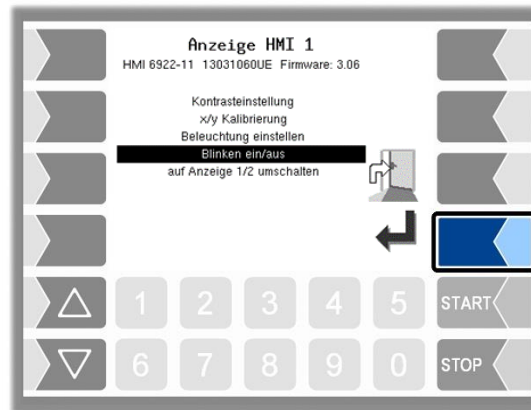 Anzeige HMI 1
HMI 6922-11 13031060UE Firmware: 3.06
Kontrasteinstellung
x/y Kalibrierung
Beleuchtung einstellen
Blinken ein/aus
auf Anzeige 1/2 umschalten
1 2 3 4 5 START
6 7 8 9 0 STOP